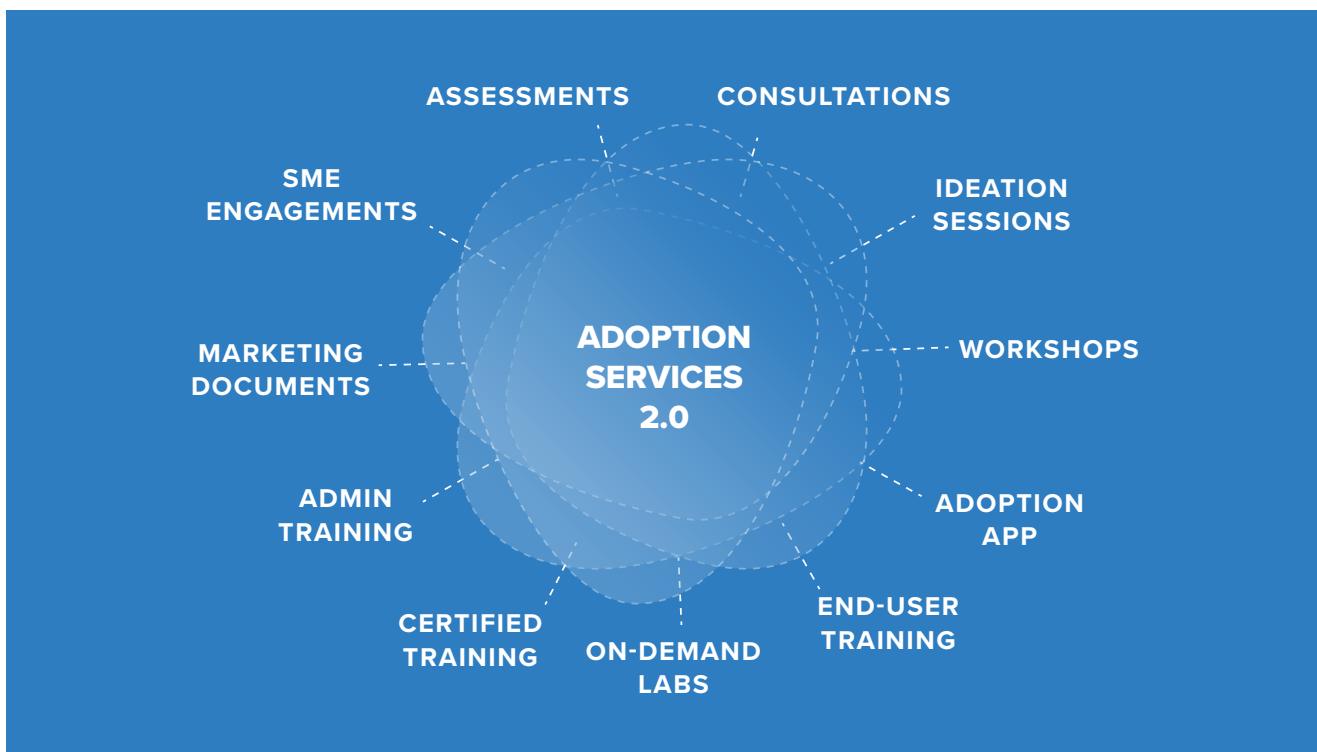 ASSESSMENTS
CONSULTATIONS
SME
ENGAGEMENTS
IDEATION
SESSIONS
ADOPTION
SERVICES
2.0
MARKETING
DOCUMENTS
WORKSHOPS
ADMIN
TRAINING
ADOPTION
APP
CERTIFIED
TRAINING
ON-DEMAND
LABS
END-USER
TRAINING